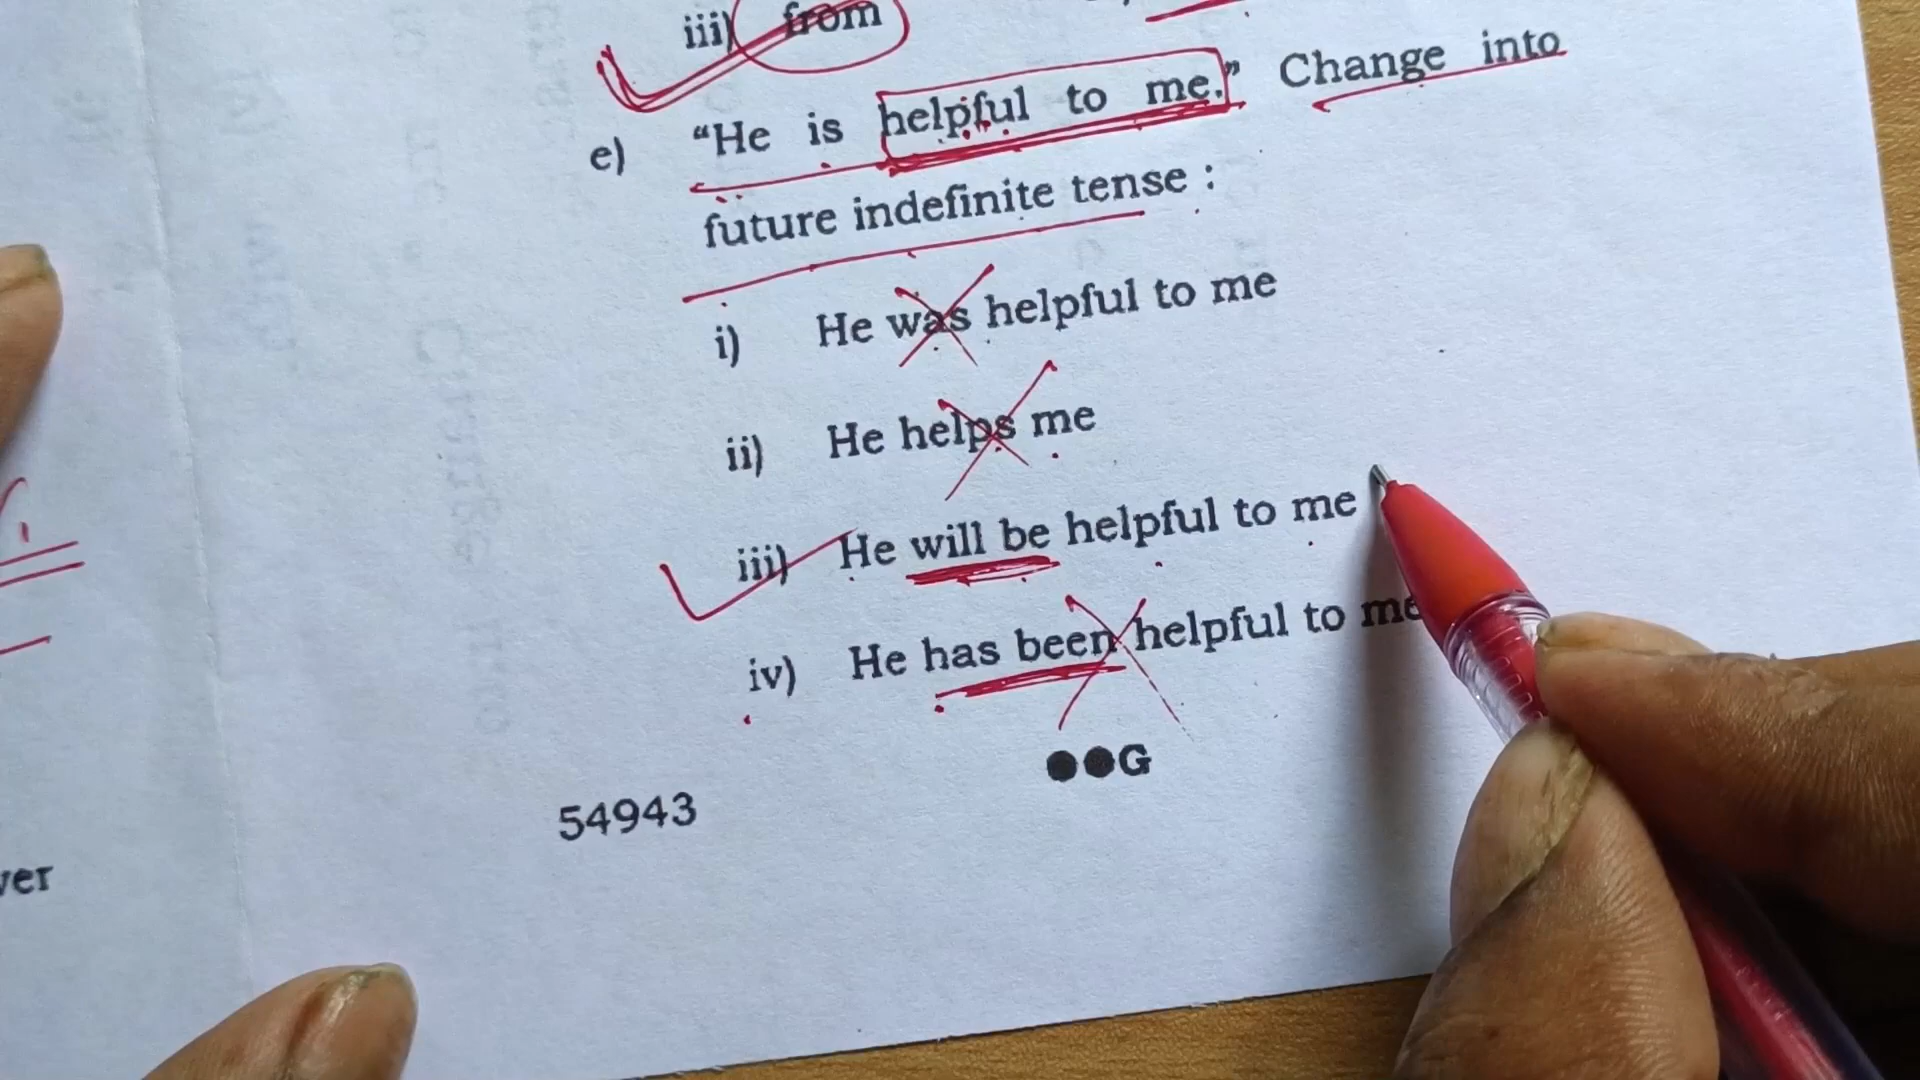 iii) from
e) “He is helpful to me.” Change into
future indefinite tense :
i) He was helpful to me
ii) He helps me
iii) He will be helpful to me
iv) He has been helpful to me
●●G
54943